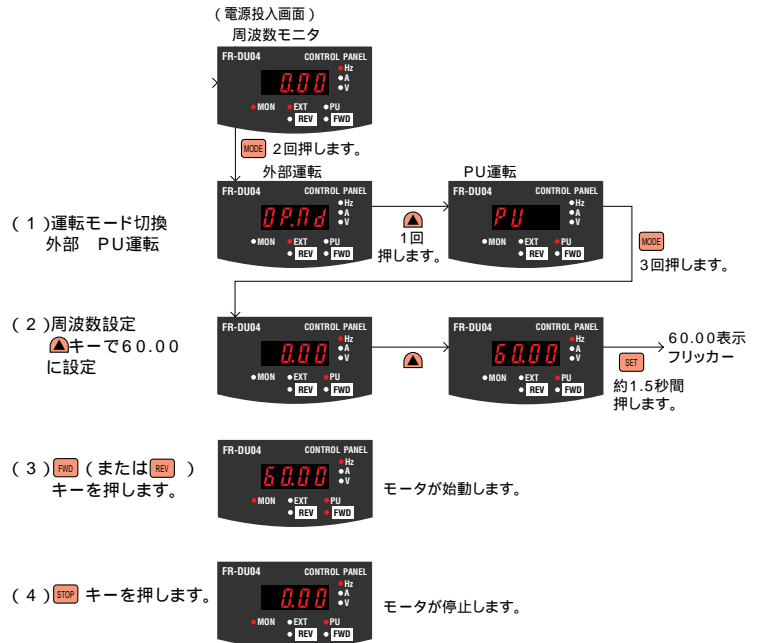 (電源投入画面)
周波数モニタ
FR-DU04 CONTROL PANEL
0.00
Hz
A
V
MON EXT PU
REV FWD
MODE 2回押します。
外部運転
FR-DU04 CONTROL PANEL
OP.Nd
Hz
A
V
MON EXT PU
REV FWD
1回
押します。
PU運転
FR-DU04 CONTROL PANEL
PU
Hz
A
V
MON EXT PU
REV FWD
MODE
3回押します。
(1)運転モード切換
外部 PU運転
(2)周波数設定
▲キーで60.00
に設定
FR-DU04 CONTROL PANEL
0.00
Hz
A
V
MON EXT PU
REV FWD
FR-DU04 CONTROL PANEL
60.00
Hz
A
V
MON EXT PU
REV FWD
SET
約1.5秒間
押します。
60.00表示
フリッカー
(3)FWD(またはREV )
キーを押します。
FR-DU04 CONTROL PANEL
60.00
Hz
A
V
MON EXT PU
REV FWD
モータが始動します。
(4)STOP キーを押します。
FR-DU04 CONTROL PANEL
0.00
Hz
A
V
MON EXT PU
REV FWD
モータが停止します。